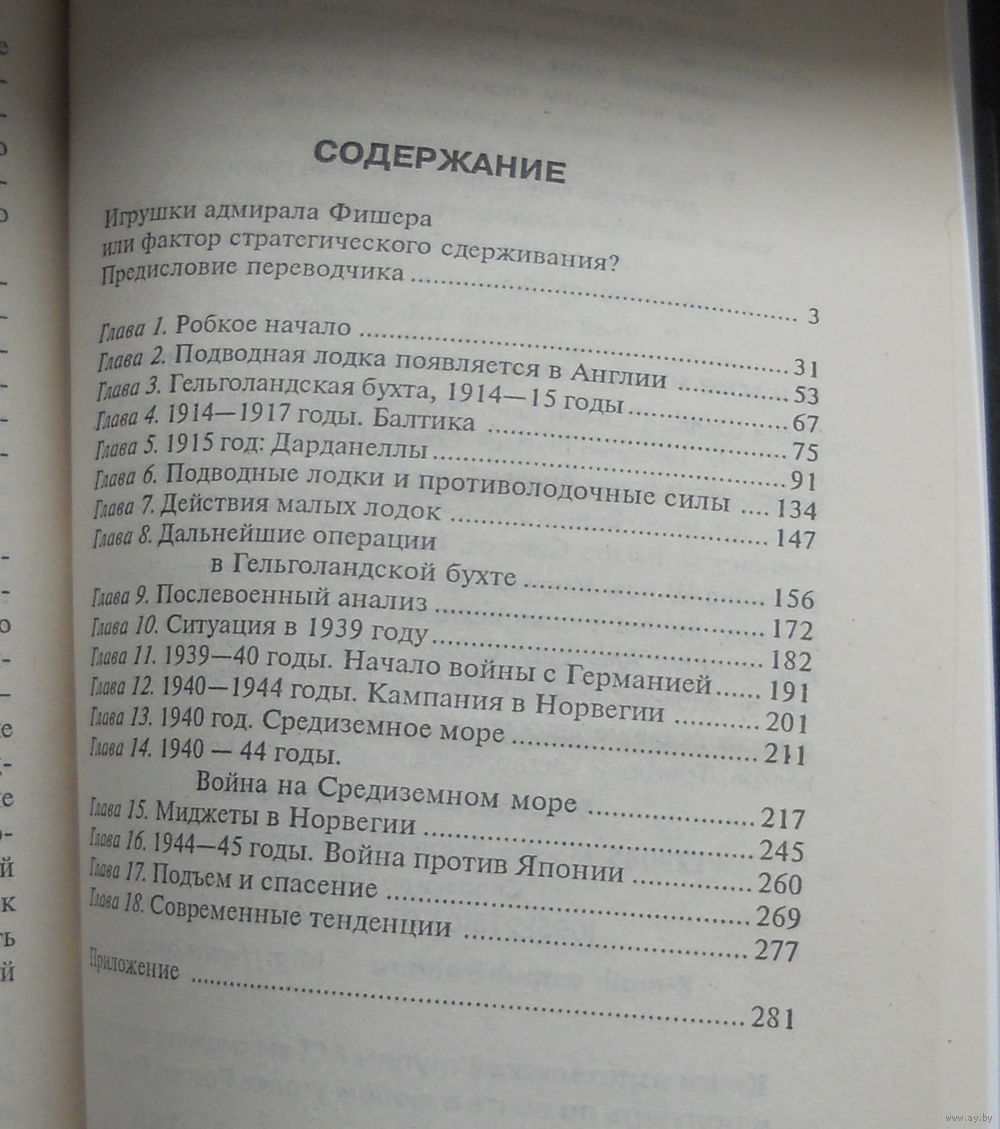 СОДЕРЖАНИЕ
Игрушки адмирала Фишера
или фактор стратегического сдерживания?
Предисловие переводчика ........ 3
Глава 1. Робкое начало ........ 31
Глава 2. Подводная лодка появляется в Англии ........ 53
Глава 3. Гельголандская бухта, 1914—15 годы ........ 67
Глава 4. 1914—1917 годы. Балтика ........ 75
Глава 5. 1915 год: Дарданеллы ........ 91
Глава 6. Подводные лодки и противолодочные силы .... 134
Глава 7. Действия малых лодок ........ 147
Глава 8. Дальнейшие операции
в Гельголандской бухте ........ 156
Глава 9. Послевоенный анализ ........ 172
Глава 10. Ситуация в 1939 году ........ 182
Глава 11. 1939—40 годы. Начало войны с Германией ...... 191
Глава 12. 1940—1944 годы. Кампания в Норвегии ........ 201
Глава 13. 1940 год. Средиземное море ........ 211
Глава 14. 1940 — 44 годы.
Война на Средиземном море ........ 217
Глава 15. Миджеты в Норвегии ........ 245
Глава 16. 1944—45 годы. Война против Японии ........ 260
Глава 17. Подъем и спасение ........ 269
Глава 18. Современные тенденции ........ 277
Приложение ........ 281
www.ay.by